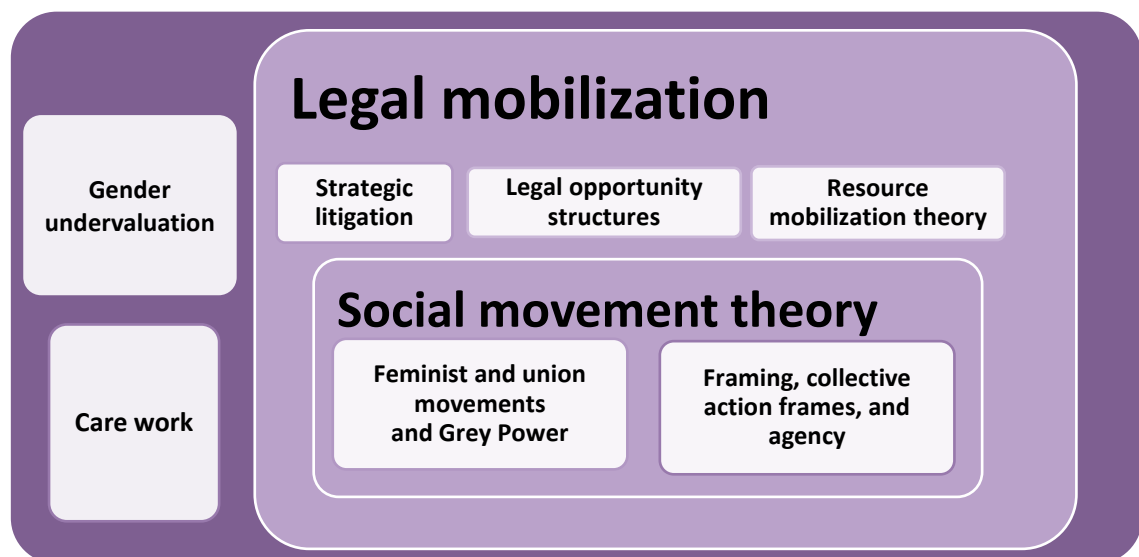 Legal mobilization
Gender
undervaluation
Strategic
litigation
Legal opportunity
structures
Resource
mobilization theory
Social movement theory
Feminist and union
movements
and Grey Power
Framing, collective
action frames, and
agency
Care work